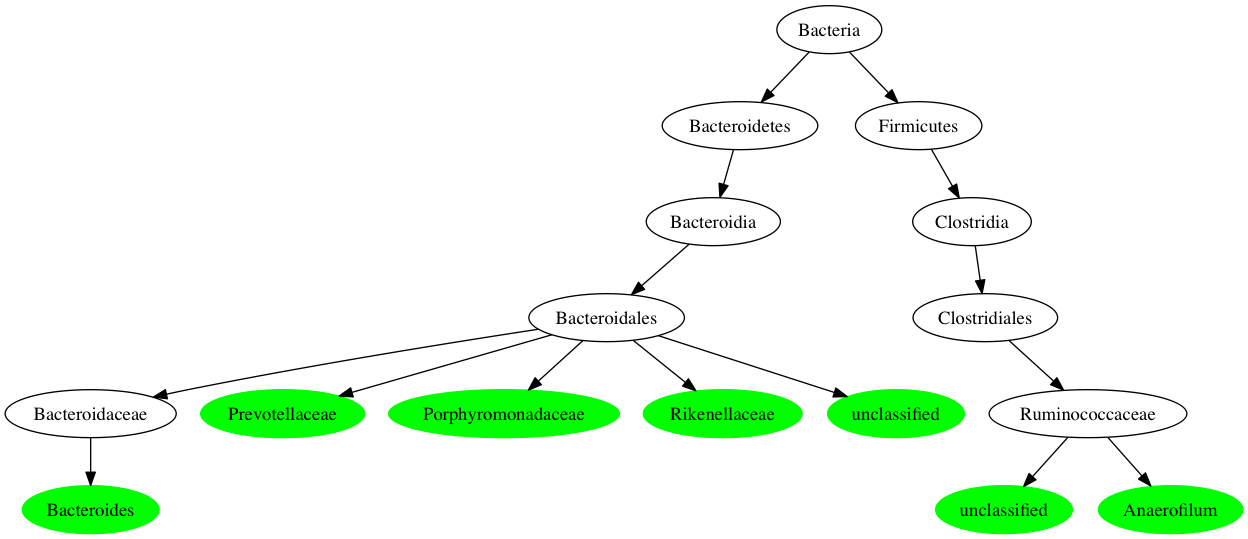 Bacteria
Bacteroidetes
Firmicutes
Bacteroidia
Clostridia
Bacteroidales
Clostridiales
Bacteroidaceae
Prevotellaceae
Porphyromonadaceae
Rikenellaceae
unclassified
Ruminococcaceae
Bacteroides
unclassified
Anaerofilum